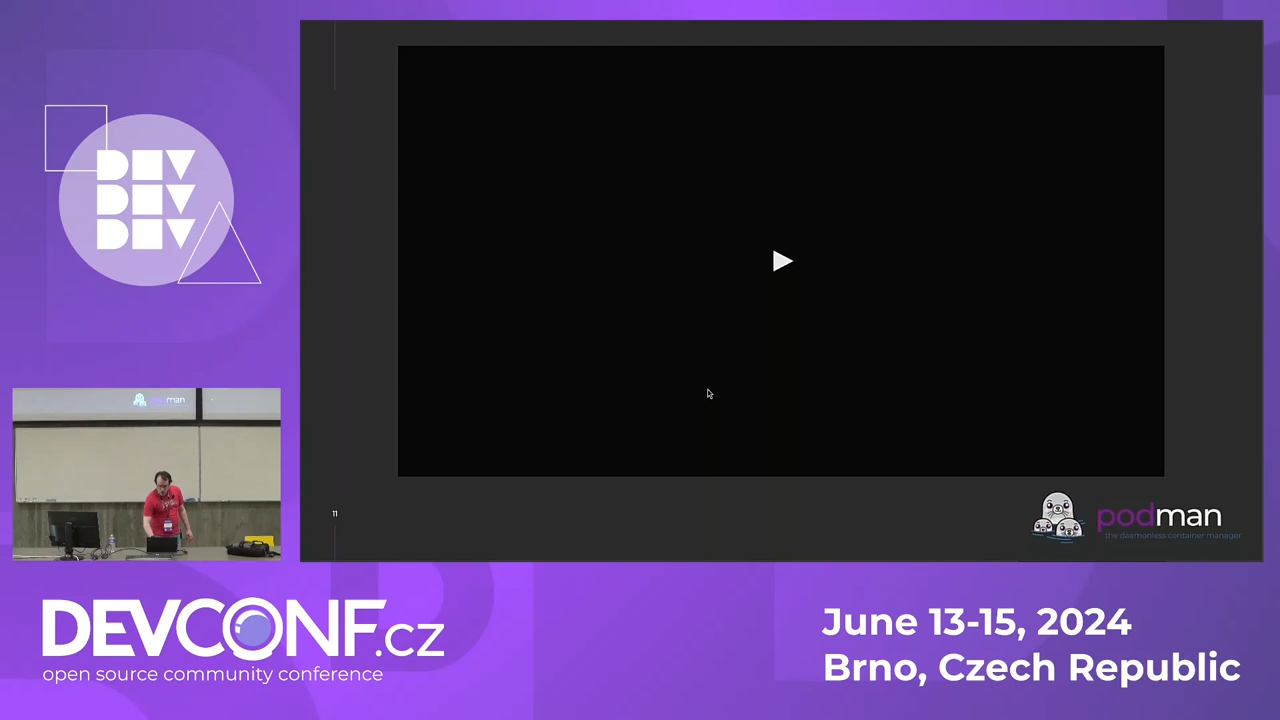 DEV
DEV
DEV
11
podman
the daemonless container manager
podman
DEVCONF.cz
open source community conference
June 13-15, 2024
Brno, Czech Republic